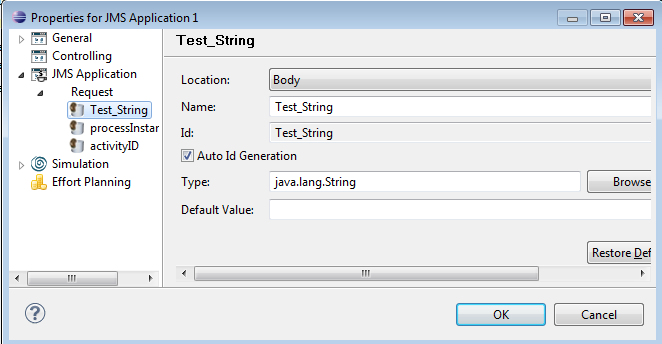 Properties for JMS Application 1
General
Controlling
JMS Application
Request
Test_String
processInstar
activityID
Simulation
Effort Planning
Test_String
Location: Body
Name: Test_String
Id: Test_String
Auto Id Generation
Type: java.lang.String Browse
Default Value:
Restore Def
?
OK Cancel